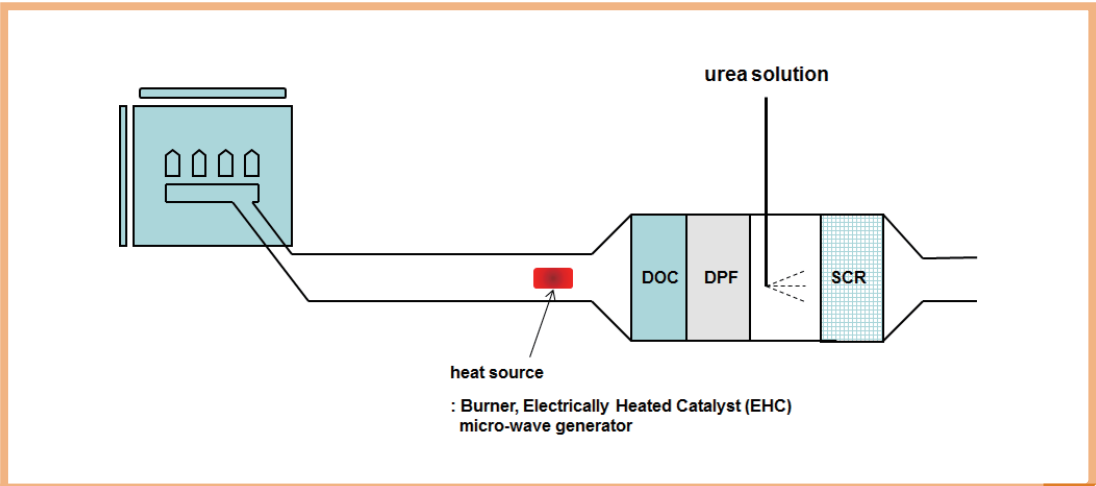 urea solution
DOC
DPF
SCR
heat source
: Burner, Electrically Heated Catalyst (EHC)
micro-wave generator